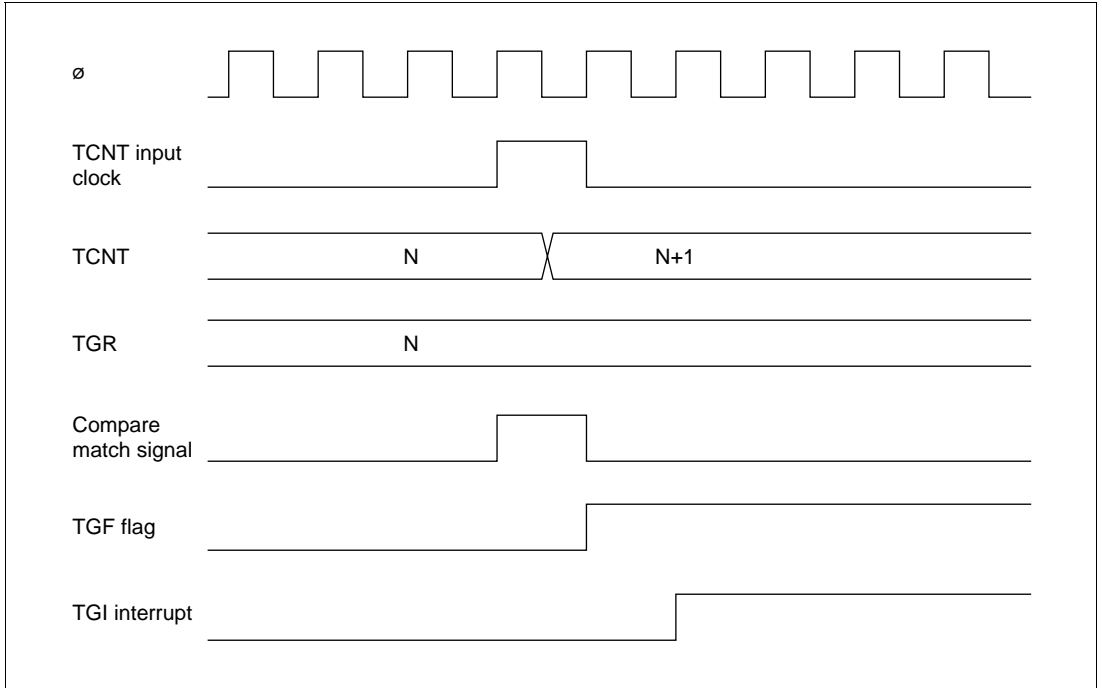 ø
TCNT input
clock
TCNT
N
N+1
TGR
N
Compare
match signal
TGF flag
TGI interrupt